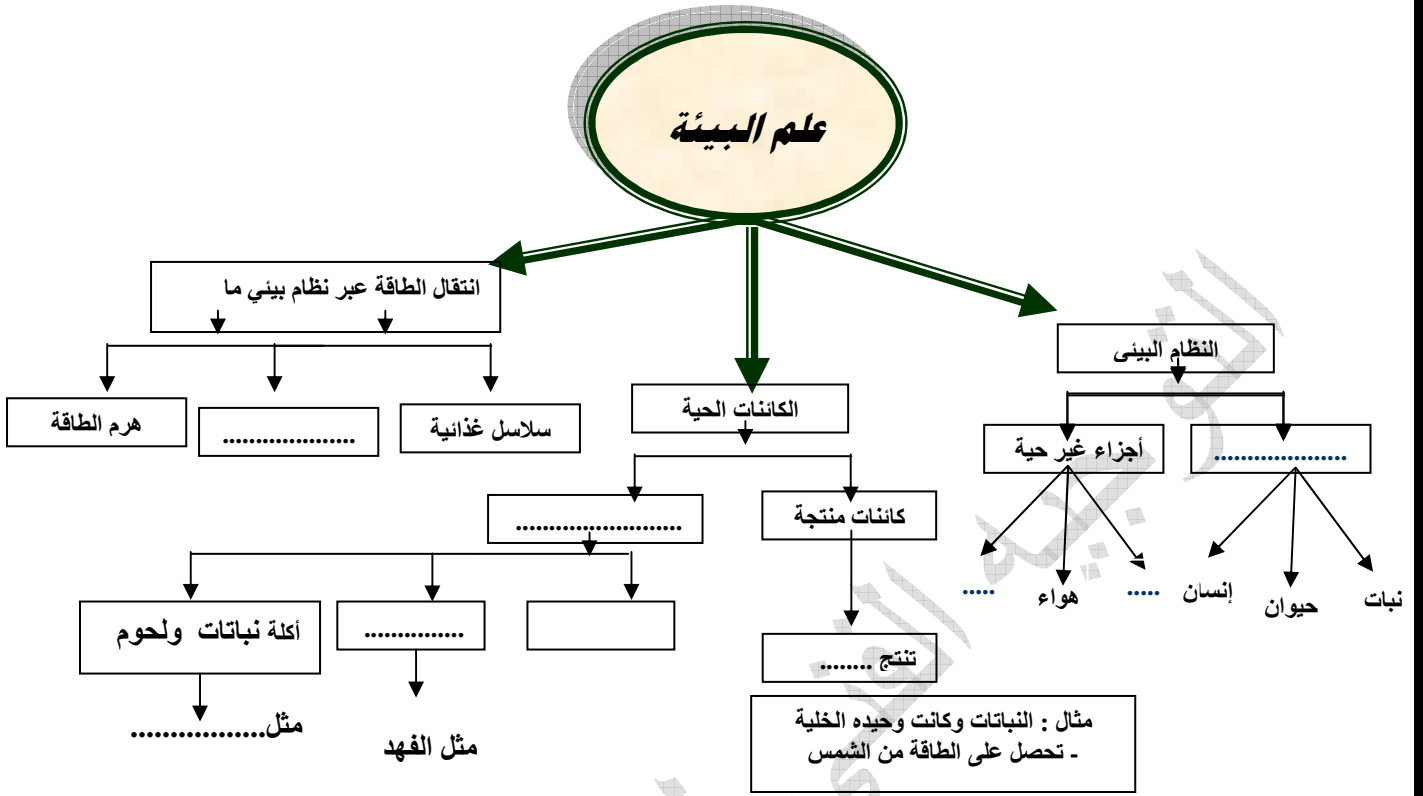 علم البيئة
انتقال الطاقة عبر نظام بيئي ما
النظام البيئى
الكائنات الحية
هرم الطاقة
....................
سلاسل غذائية
أجزاء غير حية
....................
.........................
كائنات منتجة
نبات
حيوان
إنسان
.....
هواء
.....
أكلة نباتات ولحوم
...............
تنتج ........
مثل.................
مثل الفهد
مثال : النباتات وكانت وحيده الخلية
- تحصل على الطاقة من الشمس